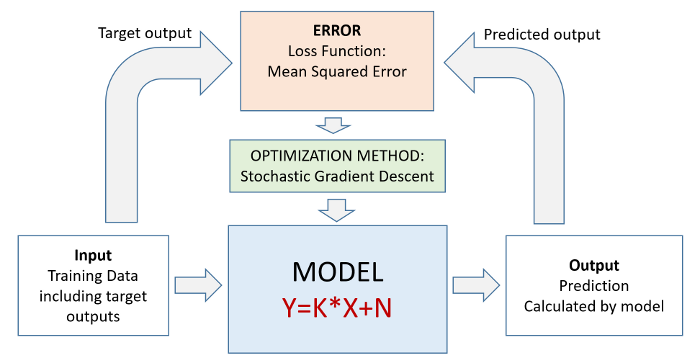 Target output
ERROR
Loss Function:
Mean Squared Error
Predicted output
OPTIMIZATION METHOD:
Stochastic Gradient Descent
Input
Training Data
including target
outputs
MODEL
Y=K*X+N
Output
Prediction
Calculated by model